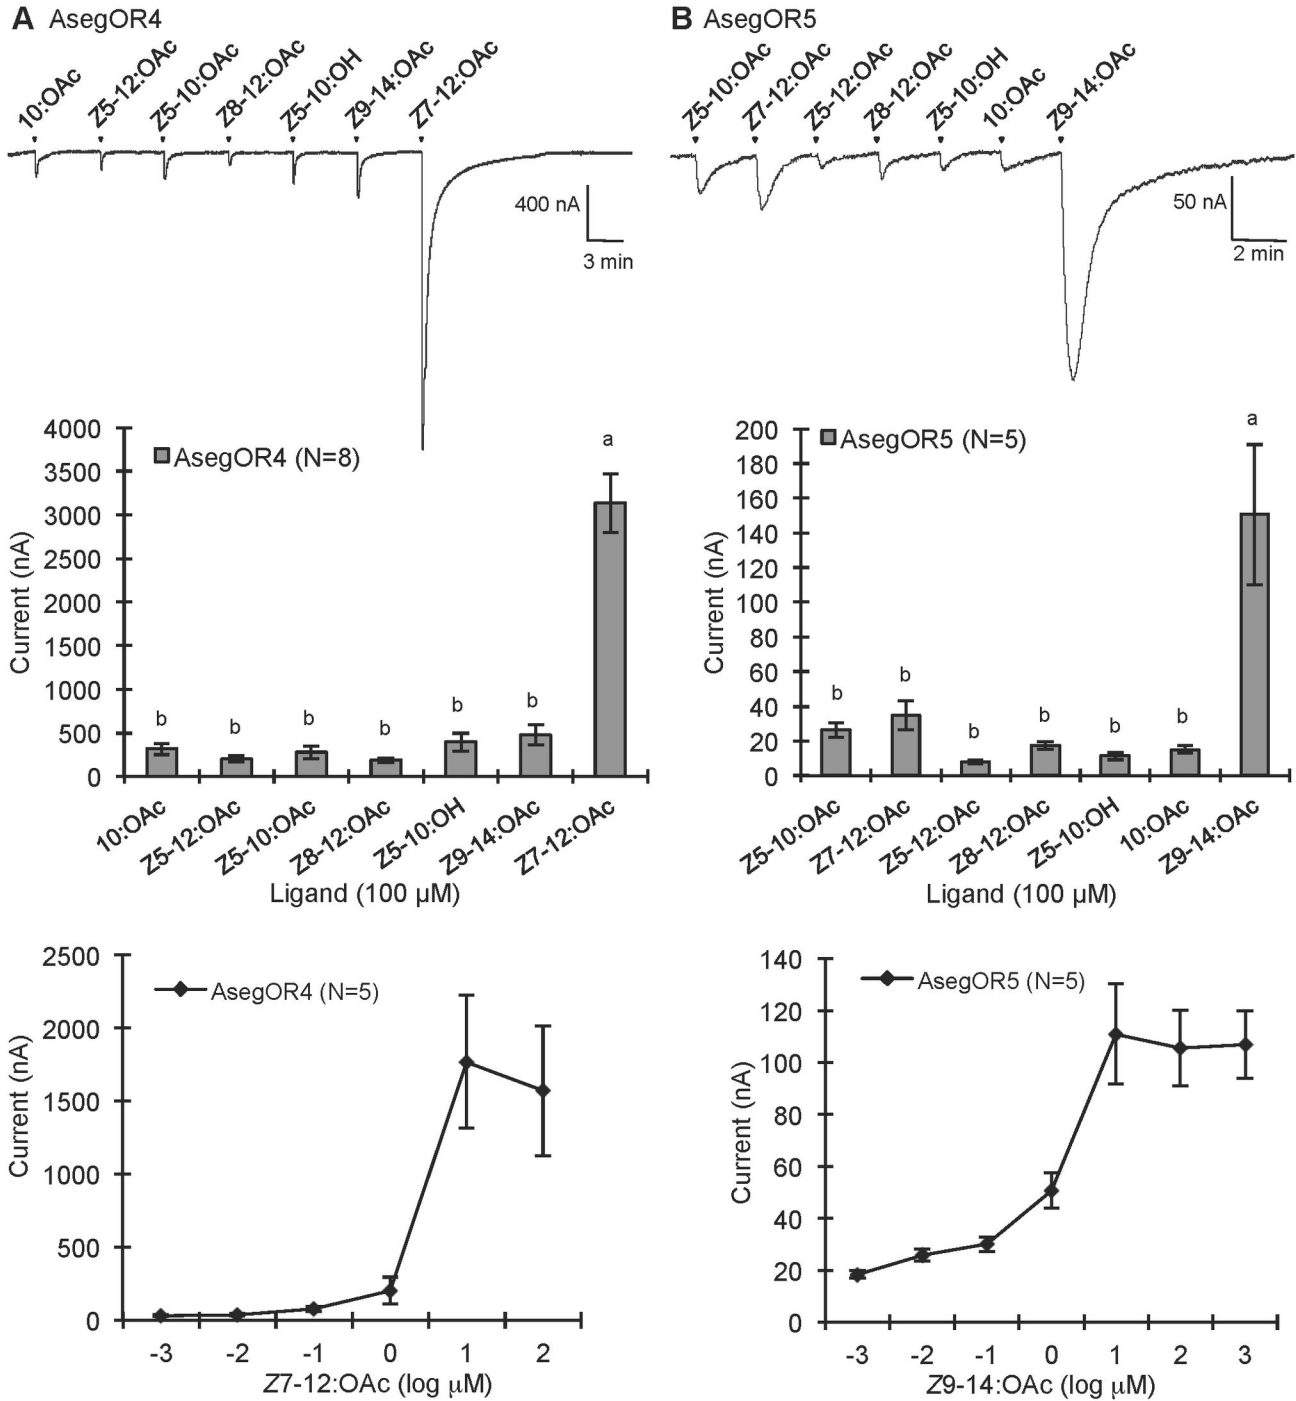 A AsegOR4
10:OAc Z5-12:OAc Z5-10:OAc Z8-12:OAc Z5-10:OH Z9-14:OAc Z7-12:OAc
400 nA
3 min
4000
3500
3000
2500
2000
1500
1000
500
0
Current (nA)
AsegOR4 (N=8)
b b b b b b a
10:OAc Z5-12:OAc Z5-10:OAc Z8-12:OAc Z5-10:OH Z9-14:OAc Z7-12:OAc
Ligand (100 µM)
2500
2000
1500
1000
500
0
Current (nA)
AsegOR4 (N=5)
-3 -2 -1 0 1 2
Z7-12:OAc (log µM)
B AsegOR5
Z5-10:OAc Z7-12:OAc Z5-12:OAc Z8-12:OAc Z5-10:OH 10:OAc Z9-14:OAc
50 nA
2 min
200
180
160
140
120
100
80
60
40
20
0
Current (nA)
AsegOR5 (N=5)
b b b b b b a
Z5-10:OAc Z7-12:OAc Z5-12:OAc Z8-12:OAc Z5-10:OH 10:OAc Z9-14:OAc
Ligand (100 µM)
140
120
100
80
60
40
20
0
Current (nA)
AsegOR5 (N=5)
-3 -2 -1 0 1 2 3
Z9-14:OAc (log µM)